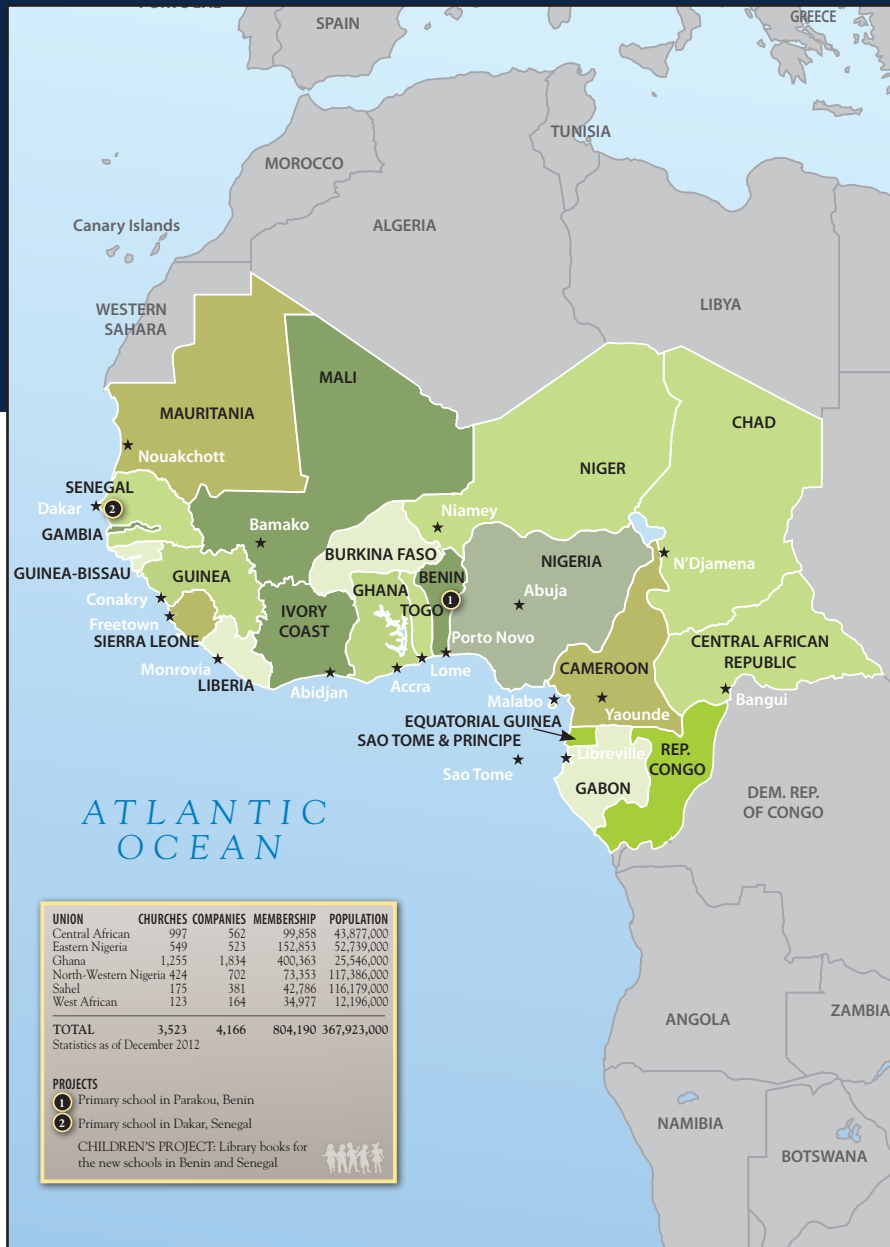 SPAIN
GREECE
TUNISIA
MOROCCO
Canary Islands
ALGERIA
LIBYA
WESTERN
SAHARA
MALI
MAURITANIA
CHAD
Nouakchott
NIGER
SENEGAL
Dakar
2
Niamey
GAMBIA
Bamako
BURKINA FASO
NIGERIA
N'Djamena
GUINEA-BISSAU
GUINEA
BENIN
GHANA
Abuja
1
Conakry
IVORY
COAST
TOGO
Freetown
SIERRA LEONE
Porto Novo
CENTRAL AFRICAN
REPUBLIC
Monrovia
Lome
CAMEROON
LIBERIA
Abidjan
Accra
Malabo
Bangui
Yaounde
EQUATORIAL GUINEA
SAO TOME & PRINCIPE
Libreville
REP.
CONGO
Sao Tome
GABON
DEM. REP.
OF CONGO
ATLANTIC
OCEAN
UNION CHURCHES COMPANIES MEMBERSHIP POPULATION
Central African 997 562 99,858 43,877,000
Eastern Nigeria 549 523 152,853 52,739,000
Ghana 1,255 1,834 400,363 25,546,000
North-Western Nigeria 424 702 73,353 117,386,000
Sahel 175 381 42,786 116,179,000
West African 123 164 34,977 12,196,000
TOTAL 3,523 4,166 804,190 367,923,000
Statistics as of December 2012
PROJECTS
1 Primary school in Parakou, Benin
2 Primary school in Dakar, Senegal
CHILDREN'S PROJECT: Library books for
the new schools in Benin and Senegal
ANGOLA
ZAMBIA
NAMIBIA
BOTSWANA